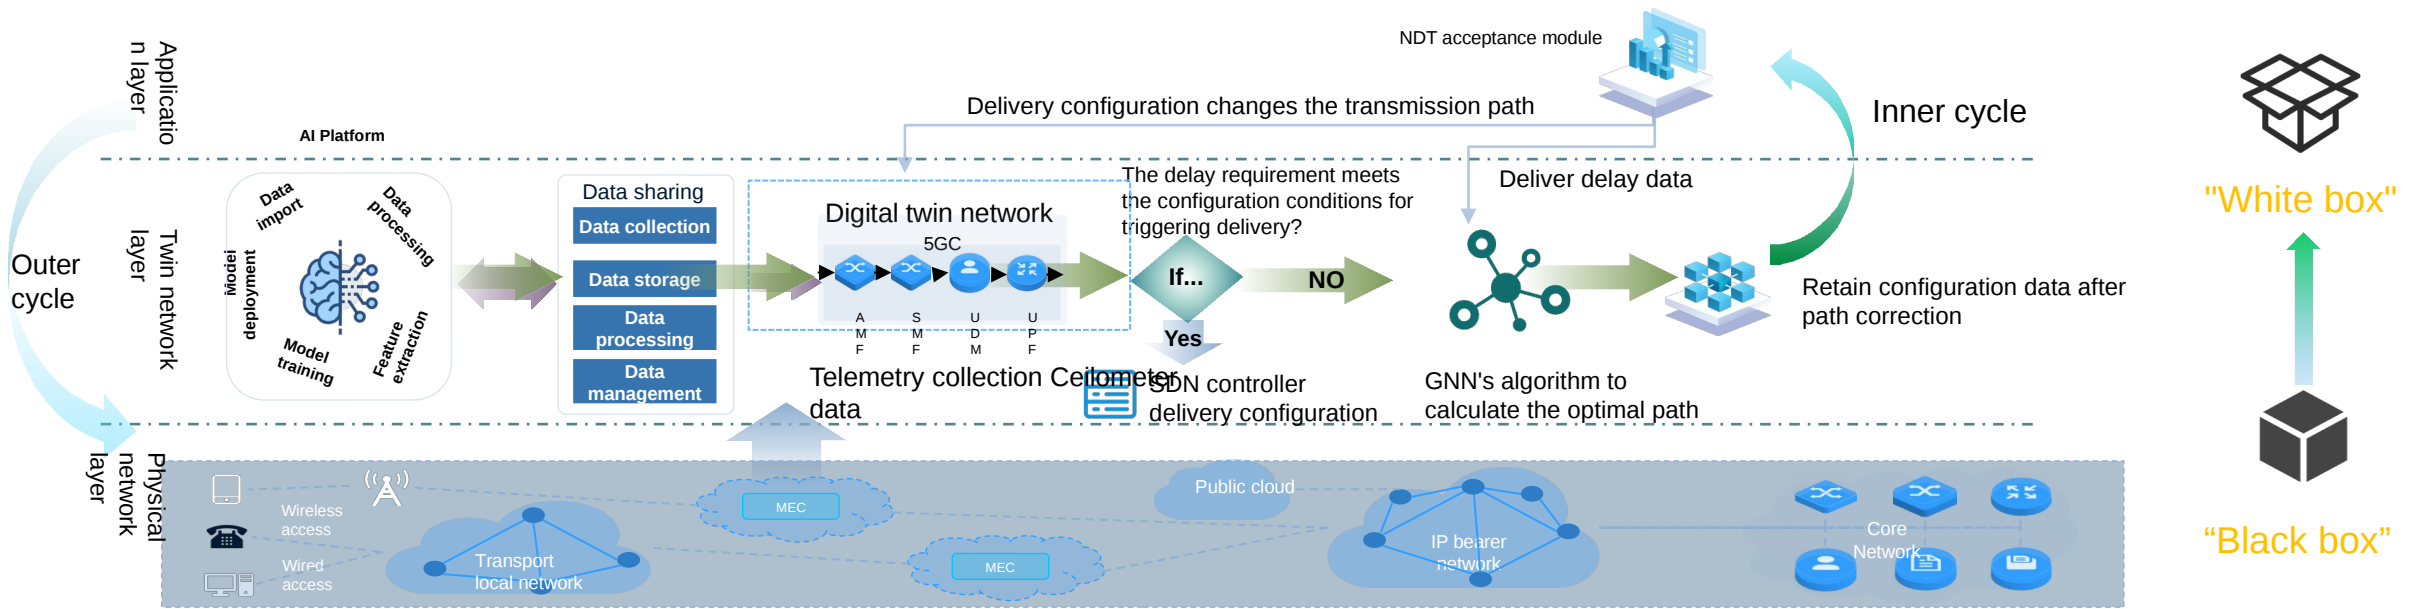 NDT acceptance module
Applicatio
n layer
Delivery configuration changes the transmission path
Inner cycle
AI Platform
The delay requirement meets
the configuration conditions for
triggering delivery?
Deliver delay data
"White box"
Data
import
Data
processing
Model
deployment
Model
training
Feature
extraction
Data sharing
Data collection
Data storage
Data
processing
Data
management
Digital twin network
5GC
A
M
F
S
M
F
U
D
M
U
P
F
If...
NO
Yes
Twin network
layer
Outer
cycle
Retain configuration data after
path correction
Telemetry collection Ceilometer
data
SDN controller
delivery configuration
GNN's algorithm to
calculate the optimal path
Physical
network
layer
Wireless
access
Wired
access
Transport
local network
MEC
MEC
Public cloud
IP bearer
network
Core
Network
“Black box”